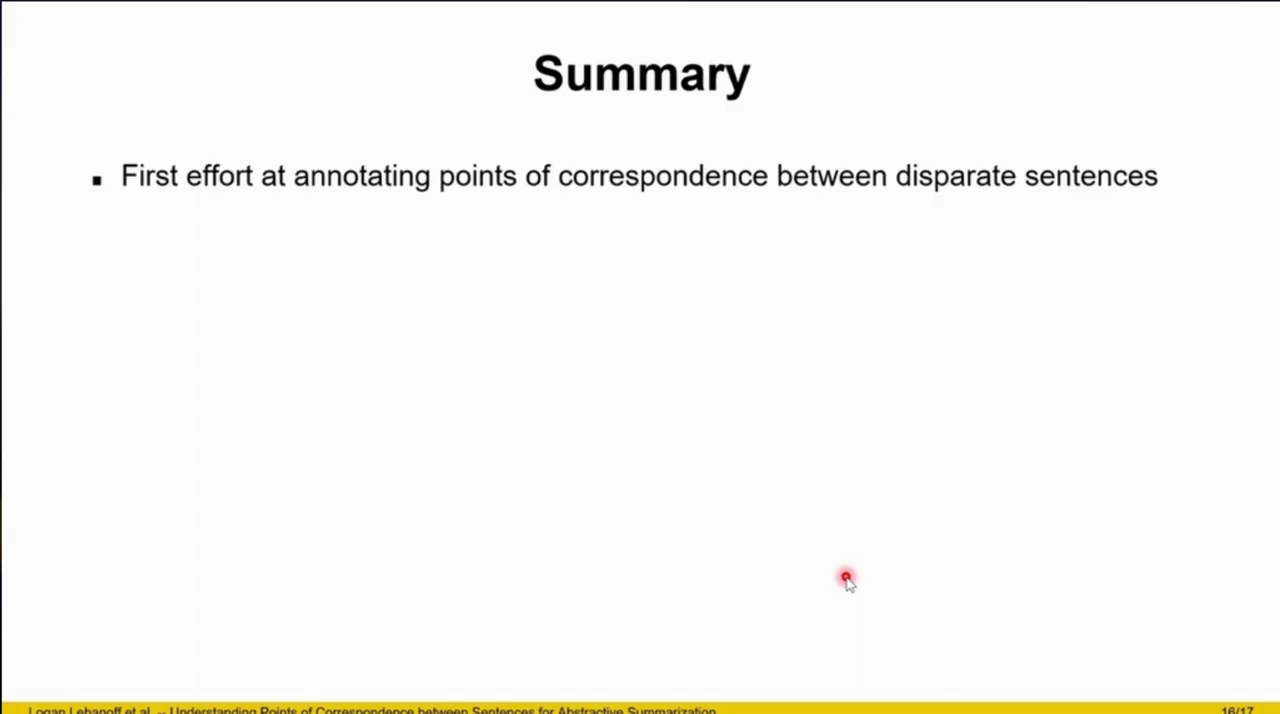 Summary
▪ First effort at annotating points of correspondence between disparate sentences
Logan Lebanoff et al. -- Understanding Points of Correspondence between Sentences for Abstractive Summarization 16/17